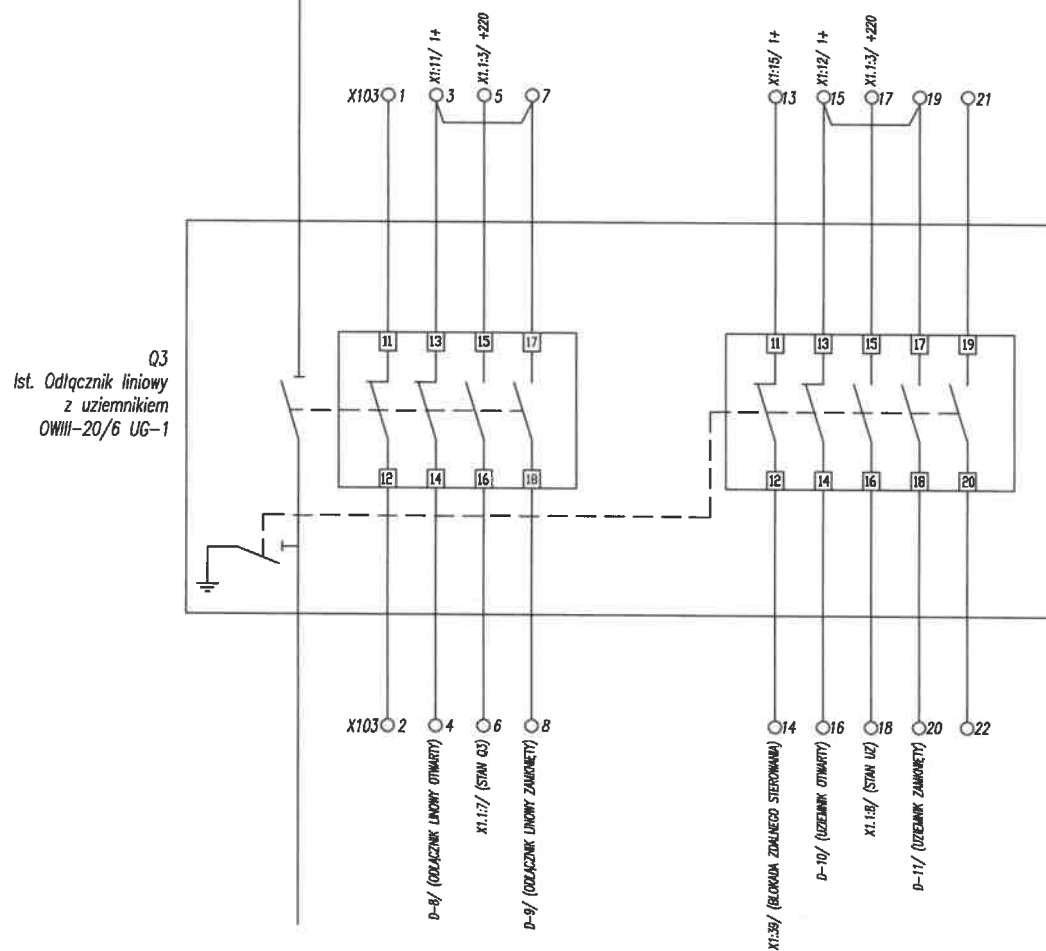 X1:11/ 1+
X1.1:3/ +220
X1:15/ 1+
X1:12/ 1+
X1.1:3/ +220
X103 1 3 5 7 13 15 17 19 21
11 13 15 17 11 13 15 17 19
Q3
Ist. Odłącznik liniowy
z uziemnikiem
OWIII-20/6 UG-1
12 14 16 18 12 14 16 18 20
X103 2 4 6 8 14 16 18 20 22
D-8/ (ODŁĄCZNIK LINIOWY OTWARTY)
X1.1:7/ (STAN Q3)
D-9/ (ODŁĄCZNIK LINIOWY ZAMKNIĘTY)
X1:39/ (BLOKADA ZDALNEGO STEROWANIA)
D-10/ (UZIEMNIK OTWARTY)
X1.1:8/ (STAN UZ)
D-11/ (UZIEMNIK ZAMKNIĘTY)